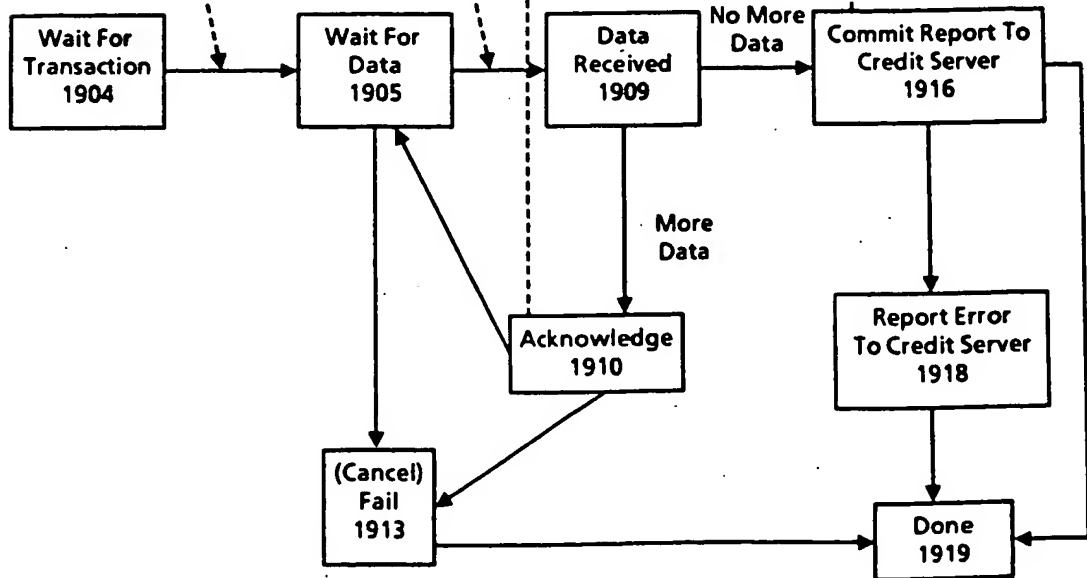 Wait For
Transaction
1904
Wait For
Data
1905
Data
Received
1909
No More
Data
Commit Report To
Credit Server
1916
More
Data
Acknowledge
1910
Report Error
To Credit Server
1918
(Cancel)
Fail
1913
Done
1919